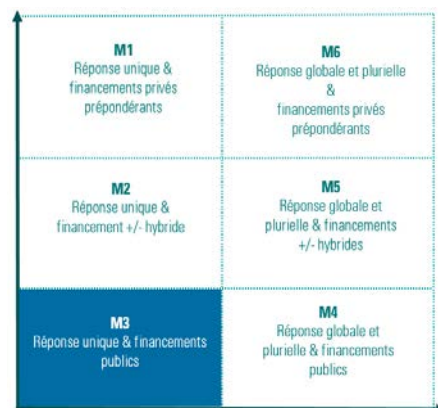 M1
Réponse unique &
financements privés
prépondérants
M6
Réponse globale et plurielle
&
financements privés
prépondérants
M2
Réponse unique &
financement +/- hybride
M5
Réponse globale et
plurielle & financements
+/- hybrides
M3
Réponse unique & financements
publics
M4
Réponse globale et
plurielle & financements
publics